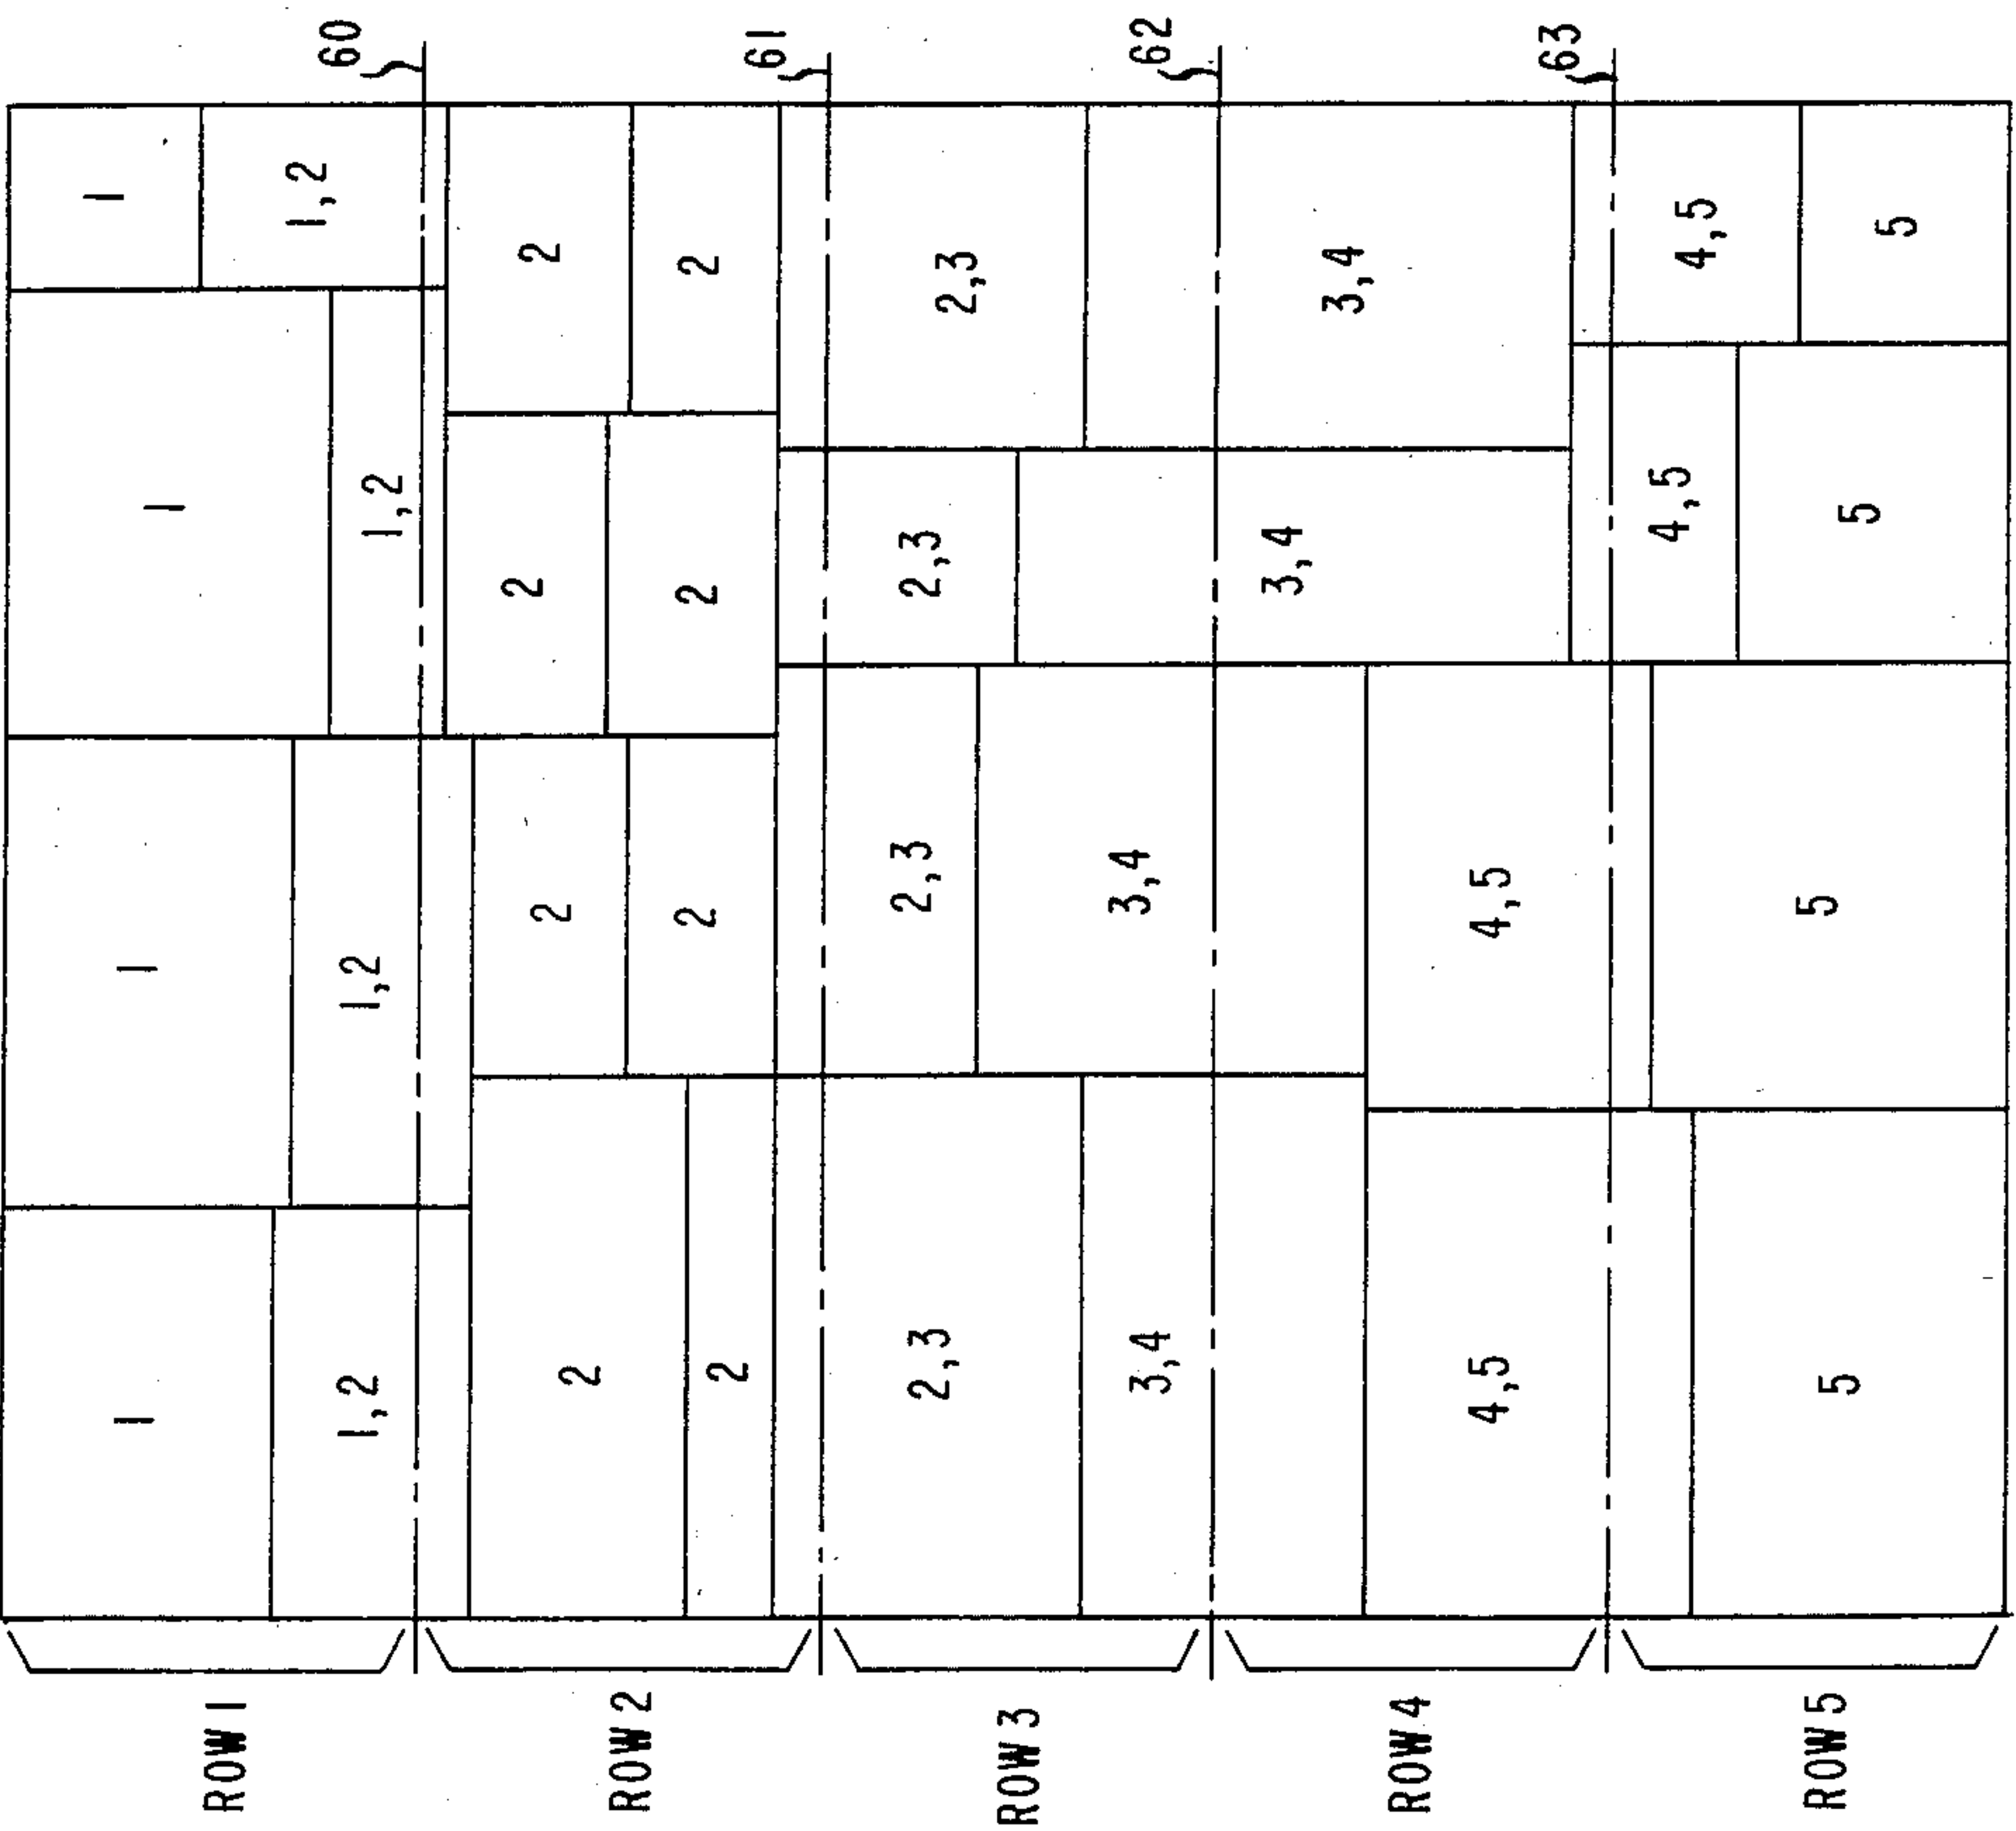 1 1 1 1
ROW 1
1,2 1,2 1,2 1,2 60
2 2 2 2
ROW 2
2 2 2 2
61
2,3 2,3 2,3 2,3
ROW 3
3,4 3,4 3,4 3,4
62
ROW 4
4,5 4,5 4,5 4,5
63
ROW 5
5 5 5 5